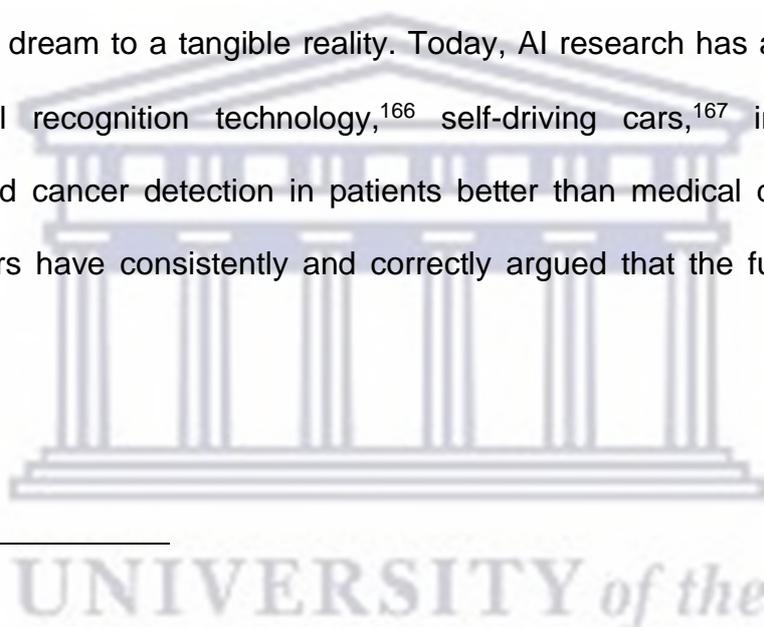 dream to a tangible reality. Today, AI research has a
l recognition technology,¹⁶⁶ self-driving cars,¹⁶⁷ i
d cancer detection in patients better than medical
rs have consistently and correctly argued that the fu
UNIVERSITY of the